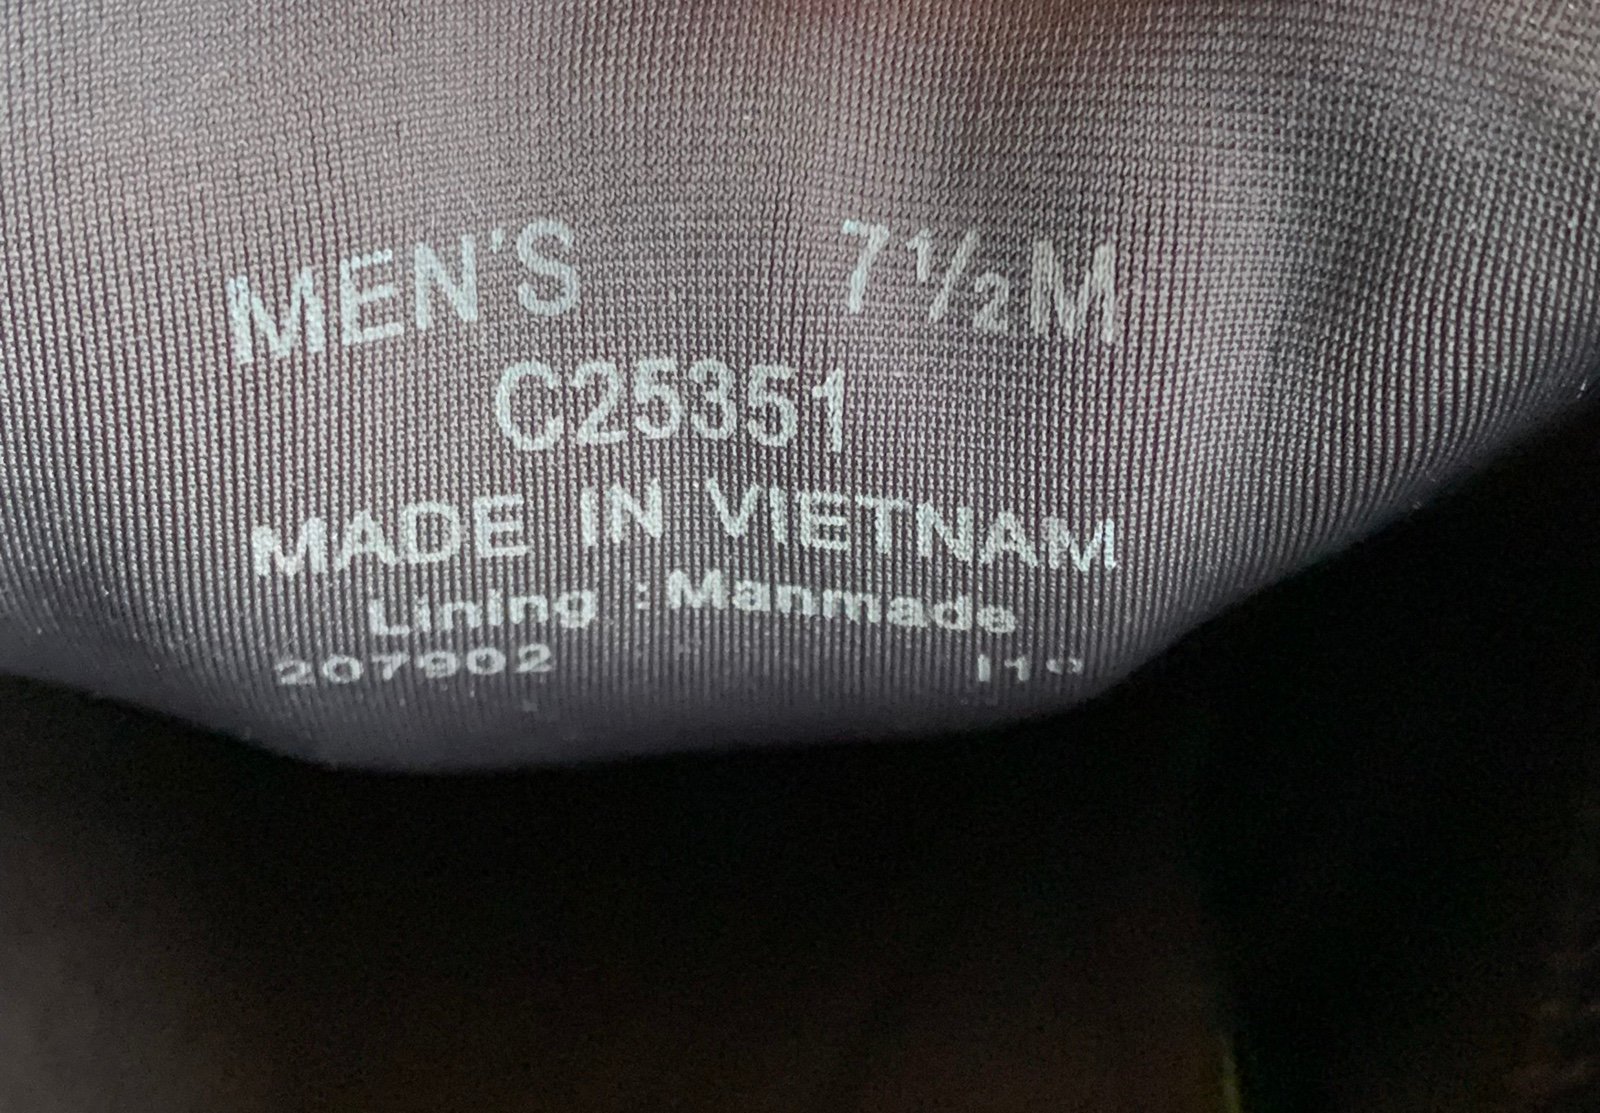 MEN'S 7½M
C25351
MADE IN VIETNAM
Lining :Manmade
207902